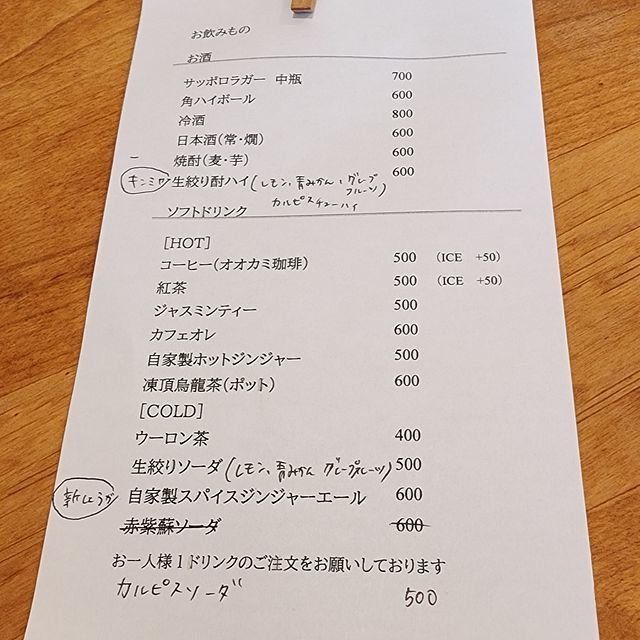 お飲みもの
お酒
サッポロラガー 中瓶 700
角ハイボール 600
冷酒 800
日本酒(常・燗) 600
焼酎(麦・芋) 600
キンミヤ 生絞り酎ハイ(レモン、青みかん、グレープフルーツ) 600
カルピスチューハイ
ソフトドリンク
[HOT]
コーヒー(オオカミ珈琲) 500 (ICE +50)
紅茶 500 (ICE +50)
ジャスミンティー 500
カフェオレ 600
自家製ホットジンジャー 500
凍頂烏龍茶(ポット) 600
[COLD]
ウーロン茶 400
生絞りソーダ(レモン、青みかん グレープフルーツ) 500
新しょうが 自家製スパイスジンジャーエール 600
赤紫蘇ソーダ 600
お一人様1ドリンクのご注文をお願いしております
カルピスソーダ 500